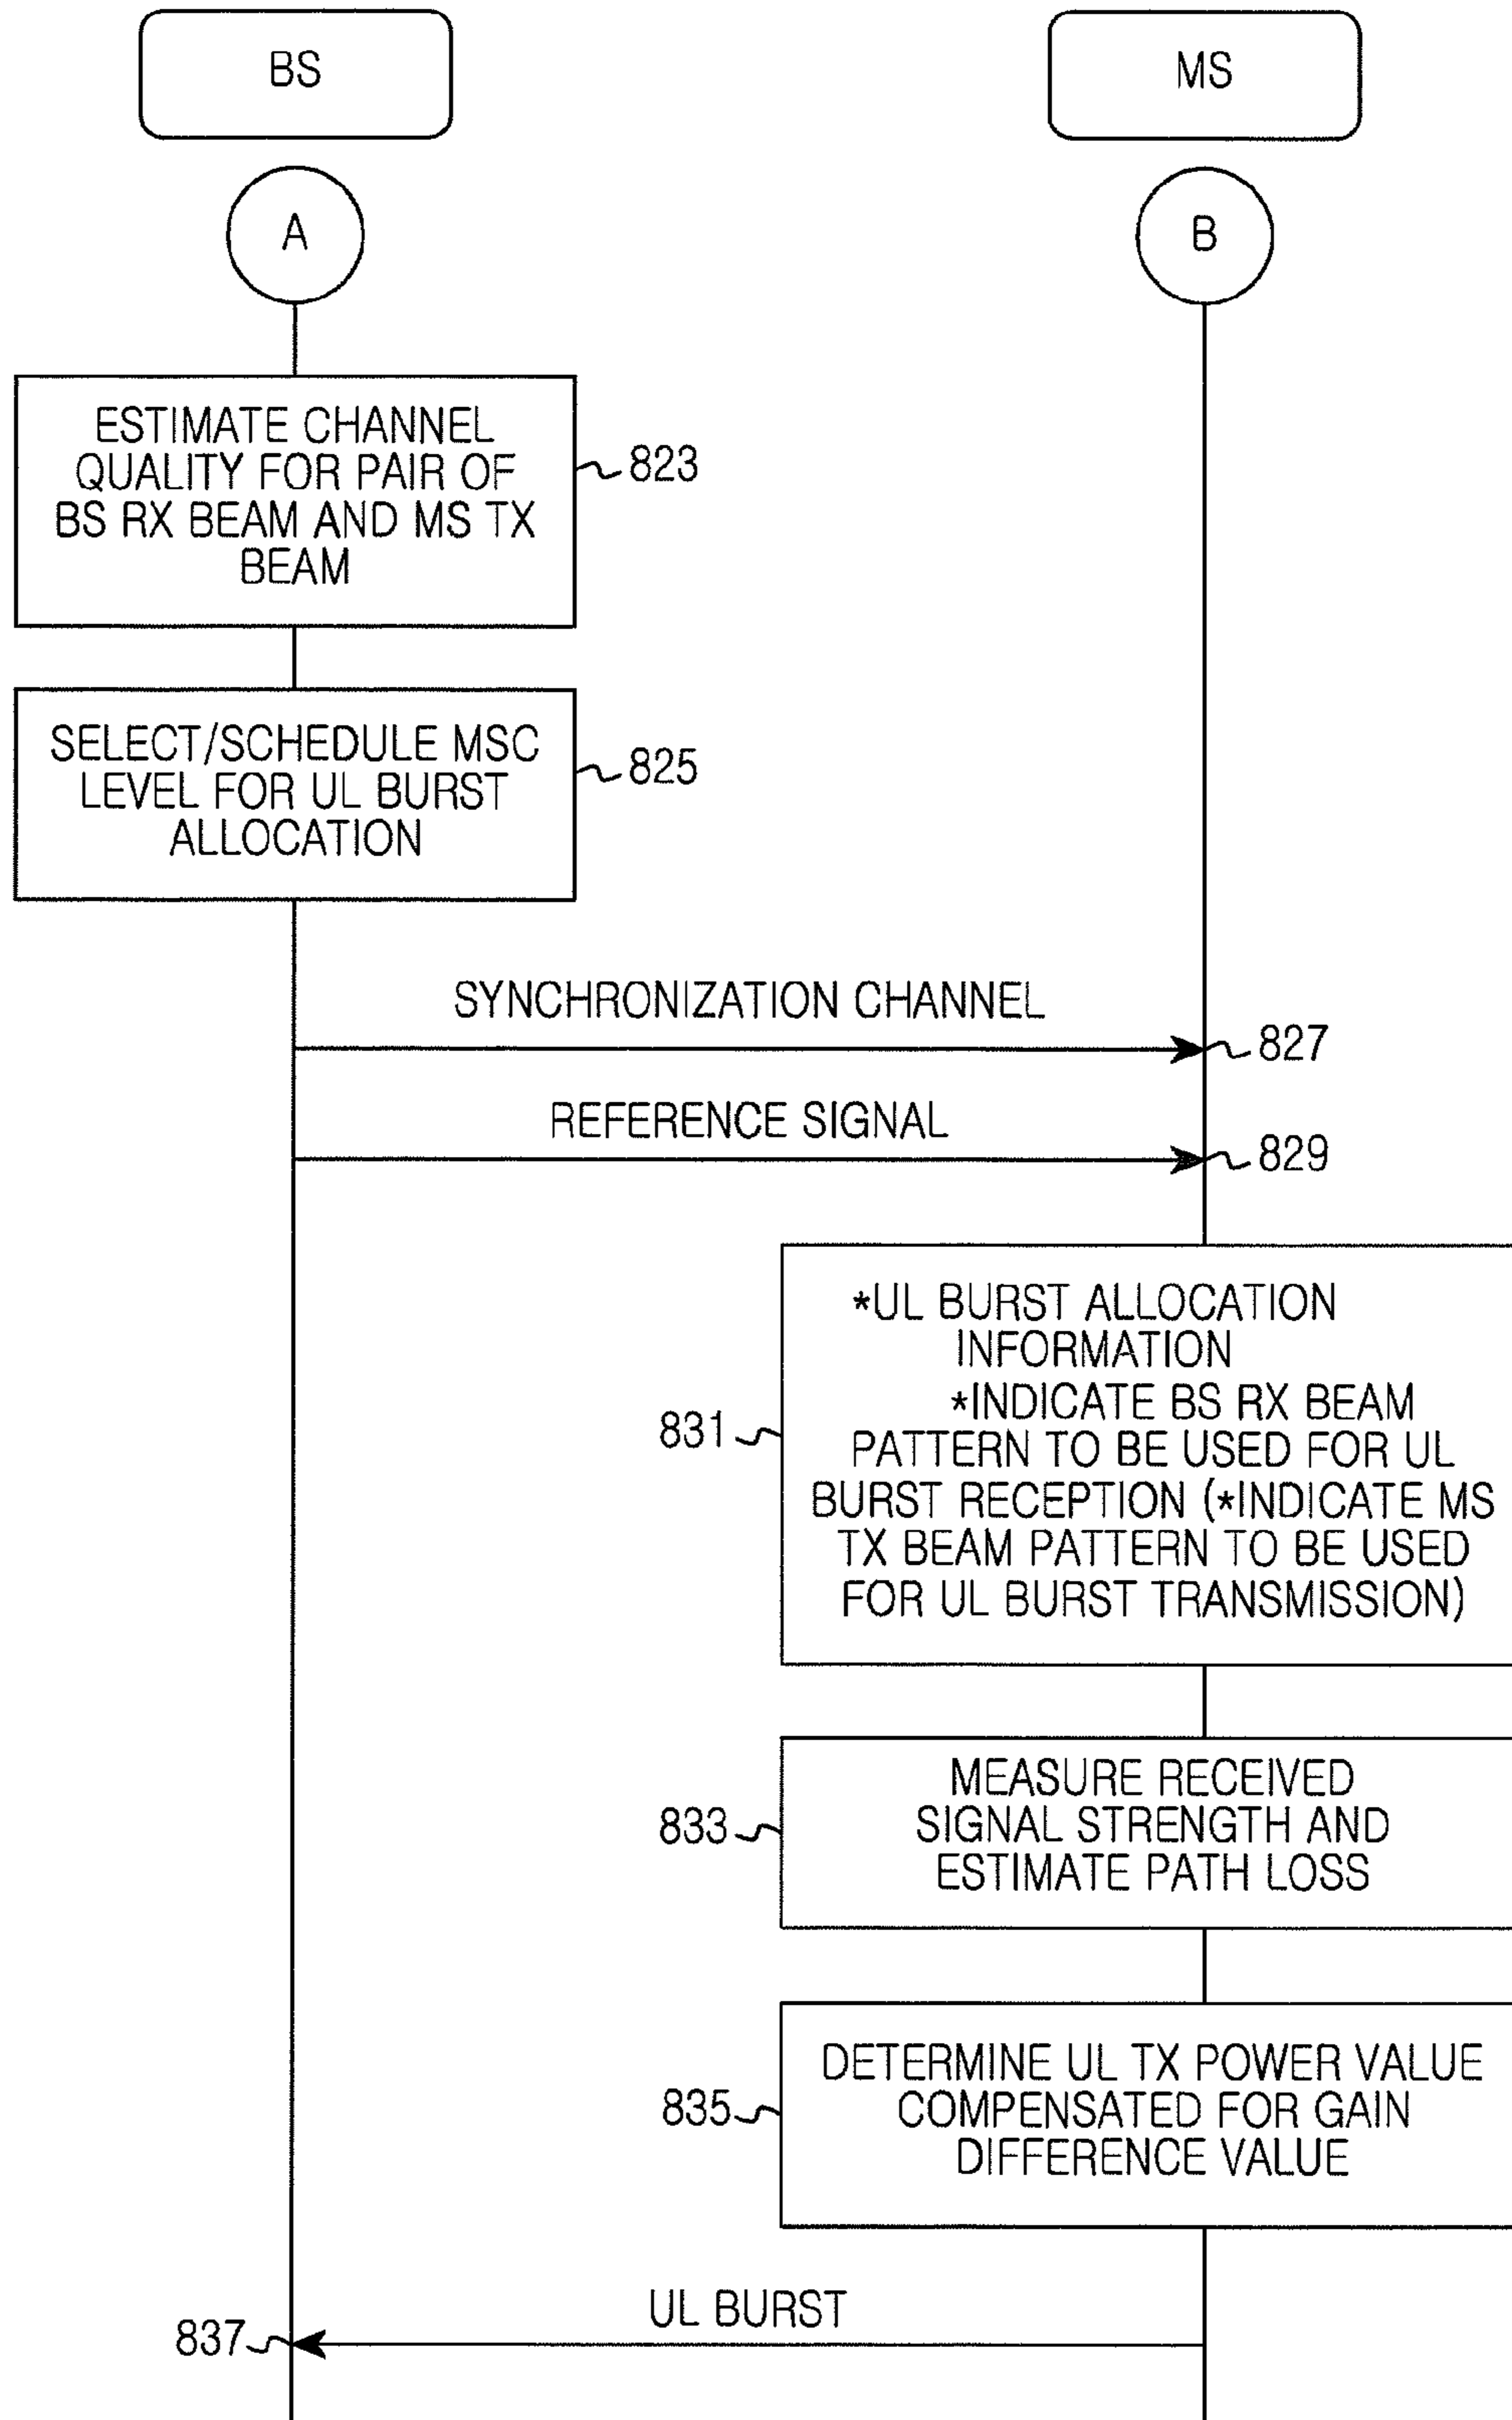 BS
MS
A
B
ESTIMATE CHANNEL
QUALITY FOR PAIR OF
BS RX BEAM AND MS TX
BEAM
823
SELECT/SCHEDULE MSC
LEVEL FOR UL BURST
ALLOCATION
825
SYNCHRONIZATION CHANNEL
827
REFERENCE SIGNAL
829
*UL BURST ALLOCATION
INFORMATION
*INDICATE BS RX BEAM
PATTERN TO BE USED FOR UL
BURST RECEPTION (*INDICATE MS
TX BEAM PATTERN TO BE USED
FOR UL BURST TRANSMISSION)
831
MEASURE RECEIVED
SIGNAL STRENGTH AND
ESTIMATE PATH LOSS
833
DETERMINE UL TX POWER VALUE
COMPENSATED FOR GAIN
DIFFERENCE VALUE
835
UL BURST
837